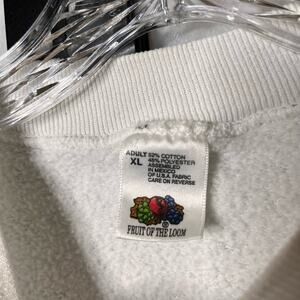 ADULT 52% COTTON
XL 48% POLYESTER
ASSEMBLED
IN MEXICO
OF U.S.A. FABRIC
CARE ON REVERSE
®
FRUIT OF THE LOOM